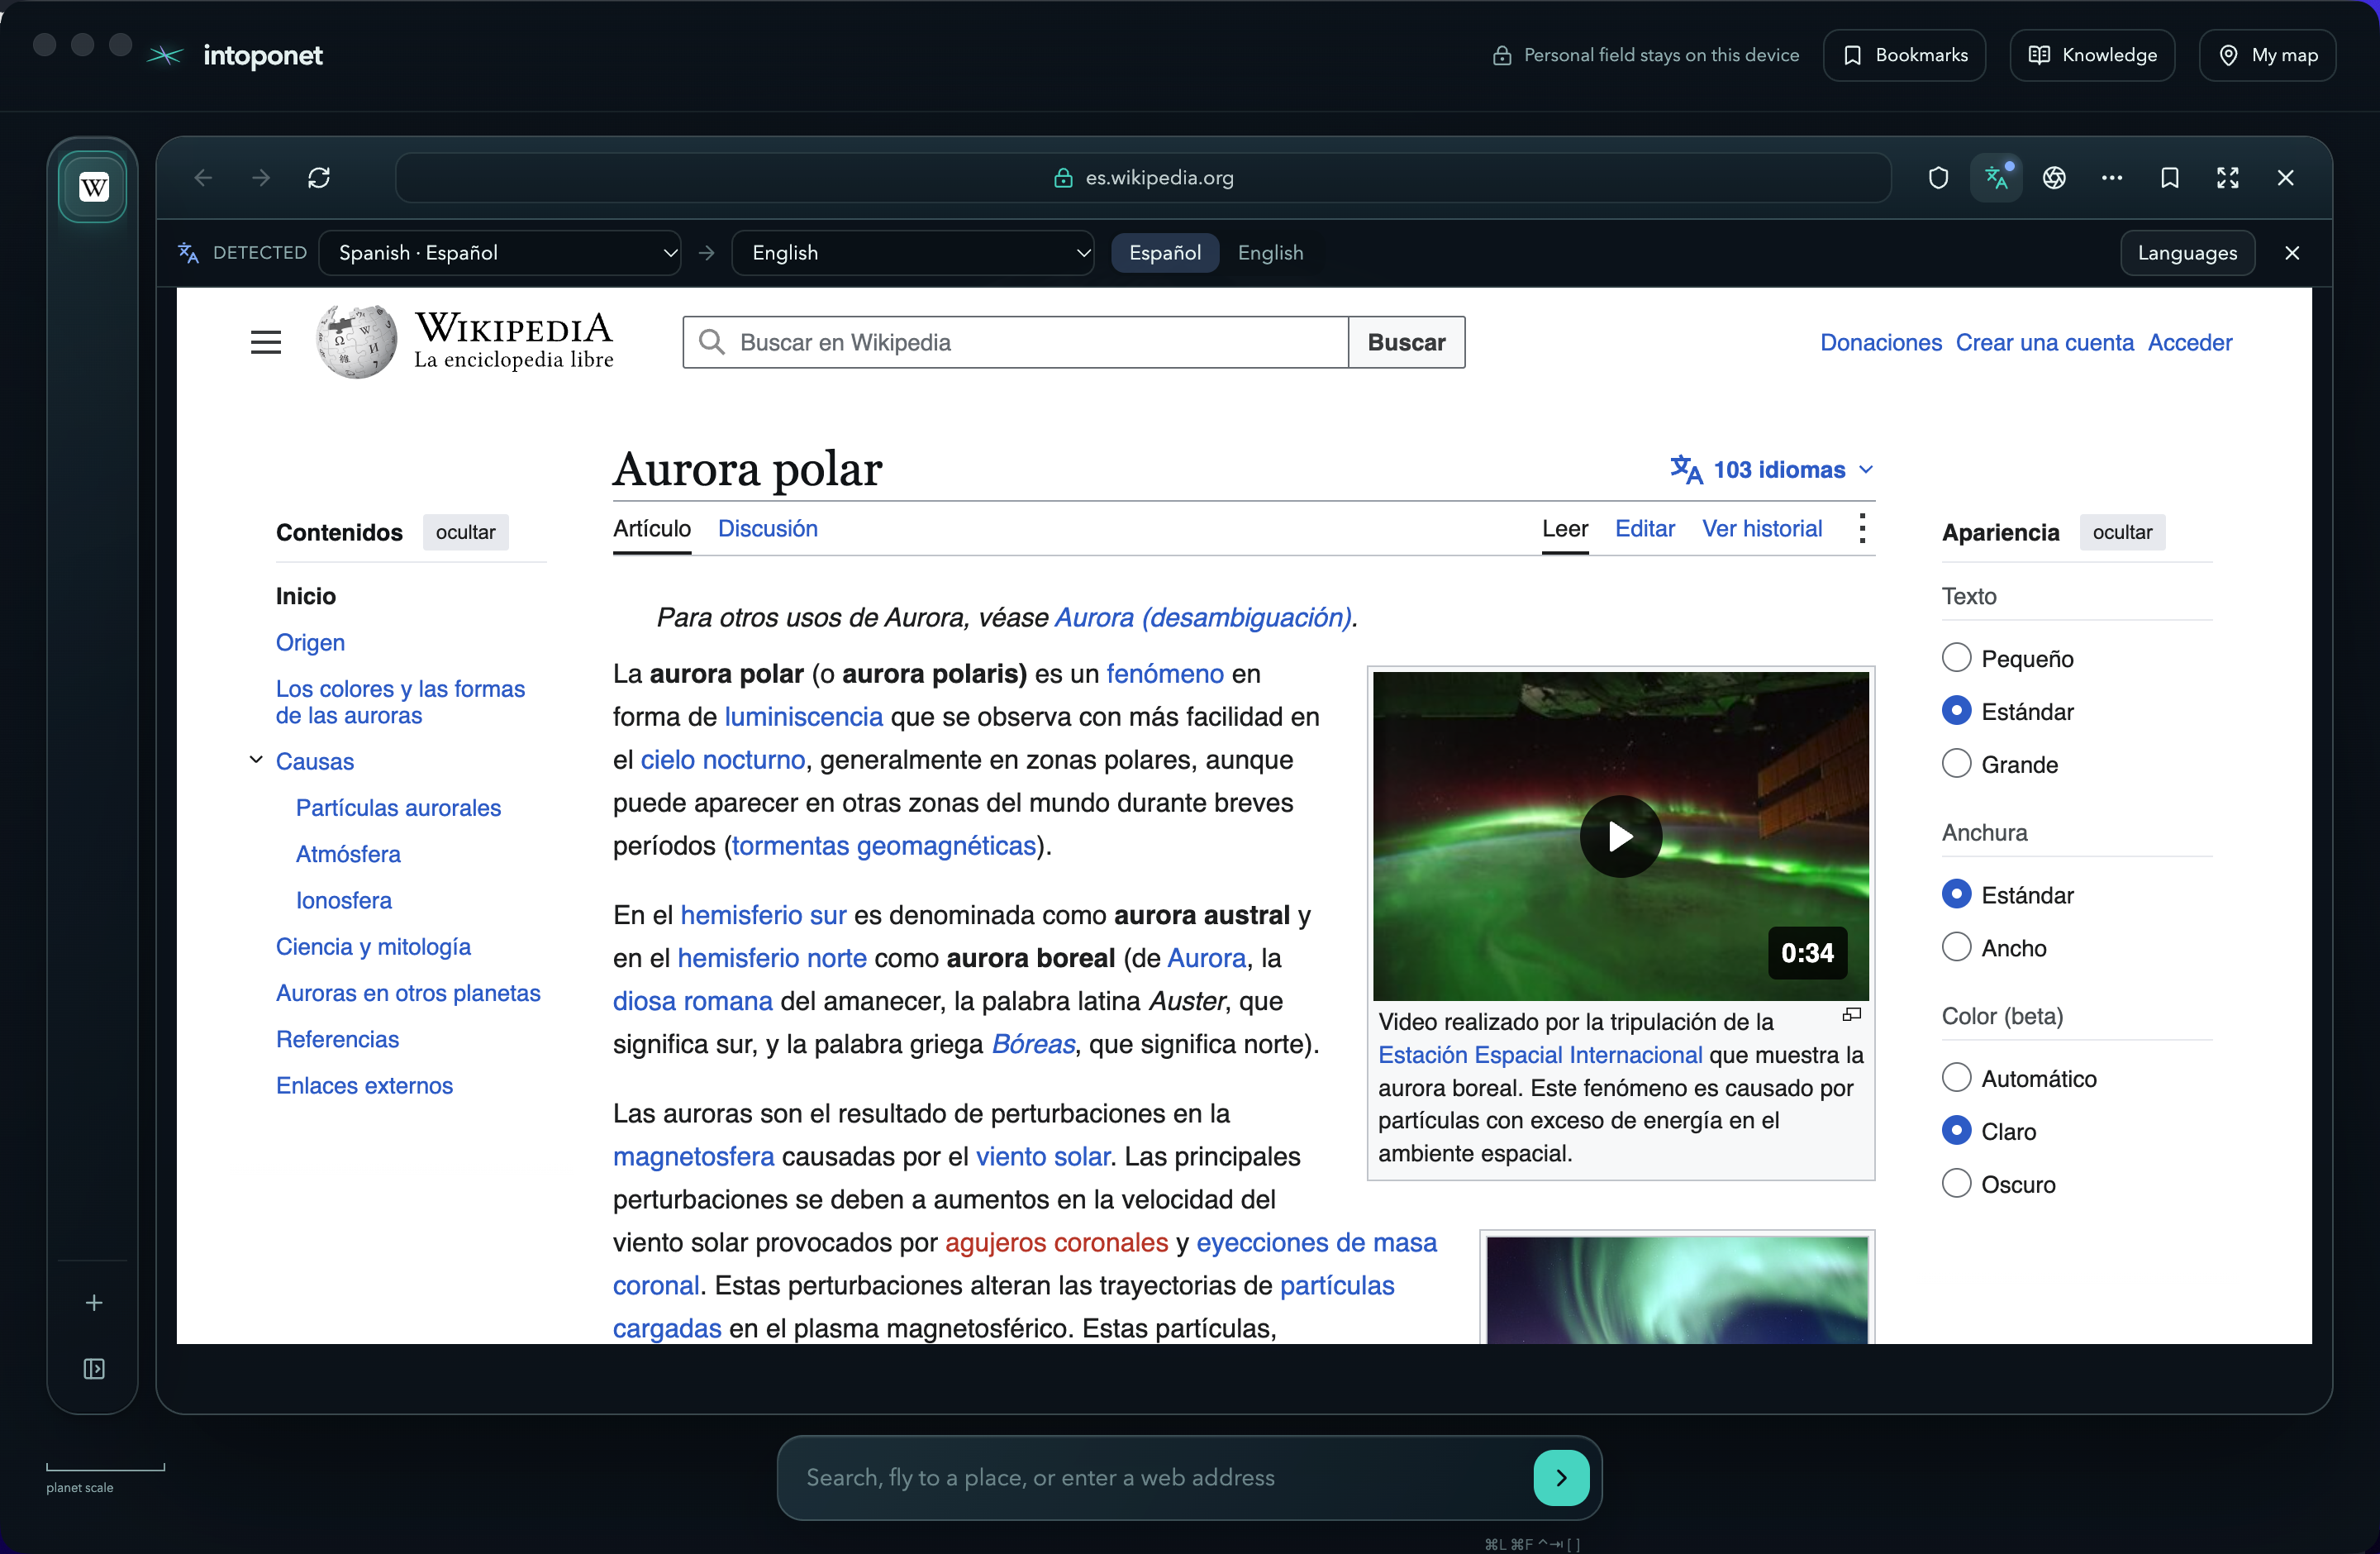 intoponet
Personal field stays on this device
Bookmarks
Knowledge
My map
W
es.wikipedia.org
DETECTED
Spanish · Español
English
Español
English
Languages
WIKIPEDIA
La enciclopedia libre
Buscar en Wikipedia
Buscar
Donaciones Crear una cuenta Acceder
Aurora polar
103 idiomas
Artículo Discusión
Leer Editar Ver historial
Contenidos ocultar
Inicio
Origen
Los colores y las formas
de las auroras
Causas
Partículas aurorales
Atmósfera
Ionosfera
Ciencia y mitología
Auroras en otros planetas
Referencias
Enlaces externos
Para otros usos de Aurora, véase Aurora (desambiguación).
La aurora polar (o aurora polaris) es un fenómeno en
forma de luminiscencia que se observa con más facilidad en
el cielo nocturno, generalmente en zonas polares, aunque
puede aparecer en otras zonas del mundo durante breves
períodos (tormentas geomagnéticas).
En el hemisferio sur es denominada como aurora austral y
en el hemisferio norte como aurora boreal (de Aurora, la
diosa romana del amanecer, la palabra latina Auster, que
significa sur, y la palabra griega Bóreas, que significa norte).
Las auroras son el resultado de perturbaciones en la
magnetosfera causadas por el viento solar. Las principales
perturbaciones se deben a aumentos en la velocidad del
viento solar provocados por agujeros coronales y eyecciones de masa
coronal. Estas perturbaciones alteran las trayectorias de partículas
cargadas en el plasma magnetosférico. Estas partículas,
0:34
Video realizado por la tripulación de la
Estación Espacial Internacional que muestra la
aurora boreal. Este fenómeno es causado por
partículas con exceso de energía en el
ambiente espacial.
Apariencia ocultar
Texto
Pequeño
Estándar
Grande
Anchura
Estándar
Ancho
Color (beta)
Automático
Claro
Oscuro
planet scale
Search, fly to a place, or enter a web address
⌘L ⌘F ^⇥ [ ]